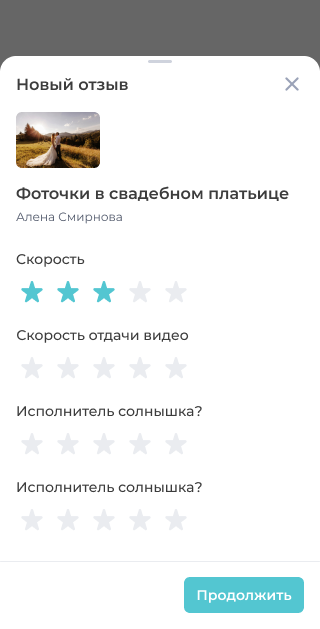 Новый отзыв
Фоточки в свадебном платьице
Алена Смирнова
Скорость
Скорость отдачи видео
Исполнитель солнышка?
Исполнитель солнышка?
Продолжить